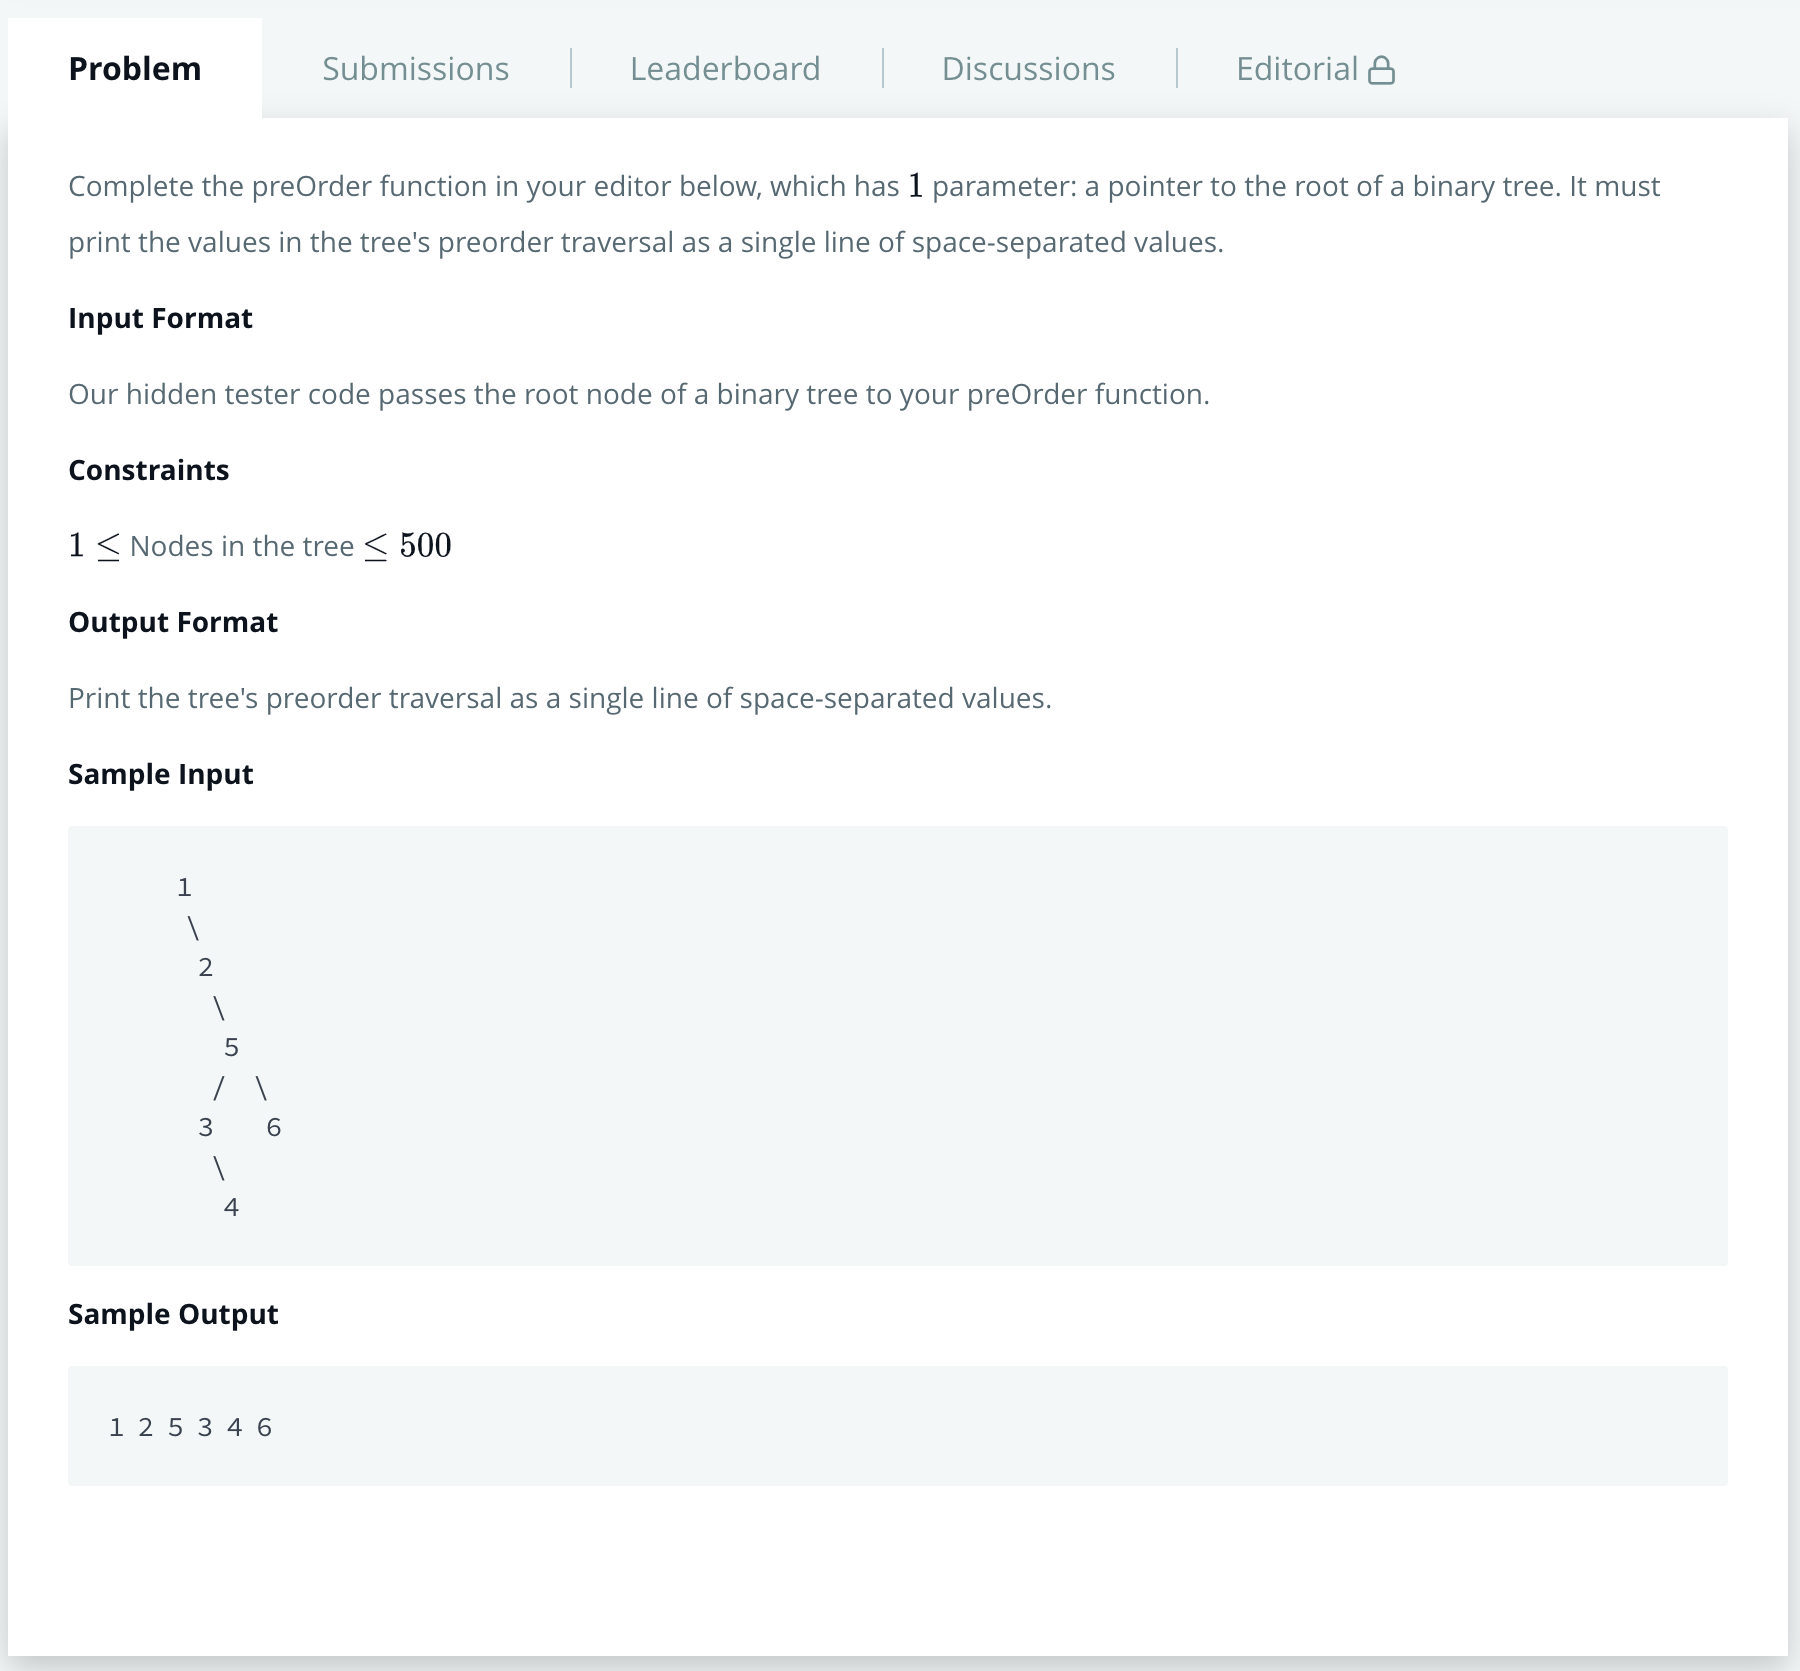 Problem Submissions Leaderboard Discussions Editorial
Complete the preOrder function in your editor below, which has 1 parameter: a pointer to the root of a binary tree. It must
print the values in the tree's preorder traversal as a single line of space-separated values.
Input Format
Our hidden tester code passes the root node of a binary tree to your preOrder function.
Constraints
1 ≤ Nodes in the tree ≤ 500
Output Format
Print the tree's preorder traversal as a single line of space-separated values.
Sample Input
1
\
2
\
5
/ \
3 6
\
4
Sample Output
1 2 5 3 4 6